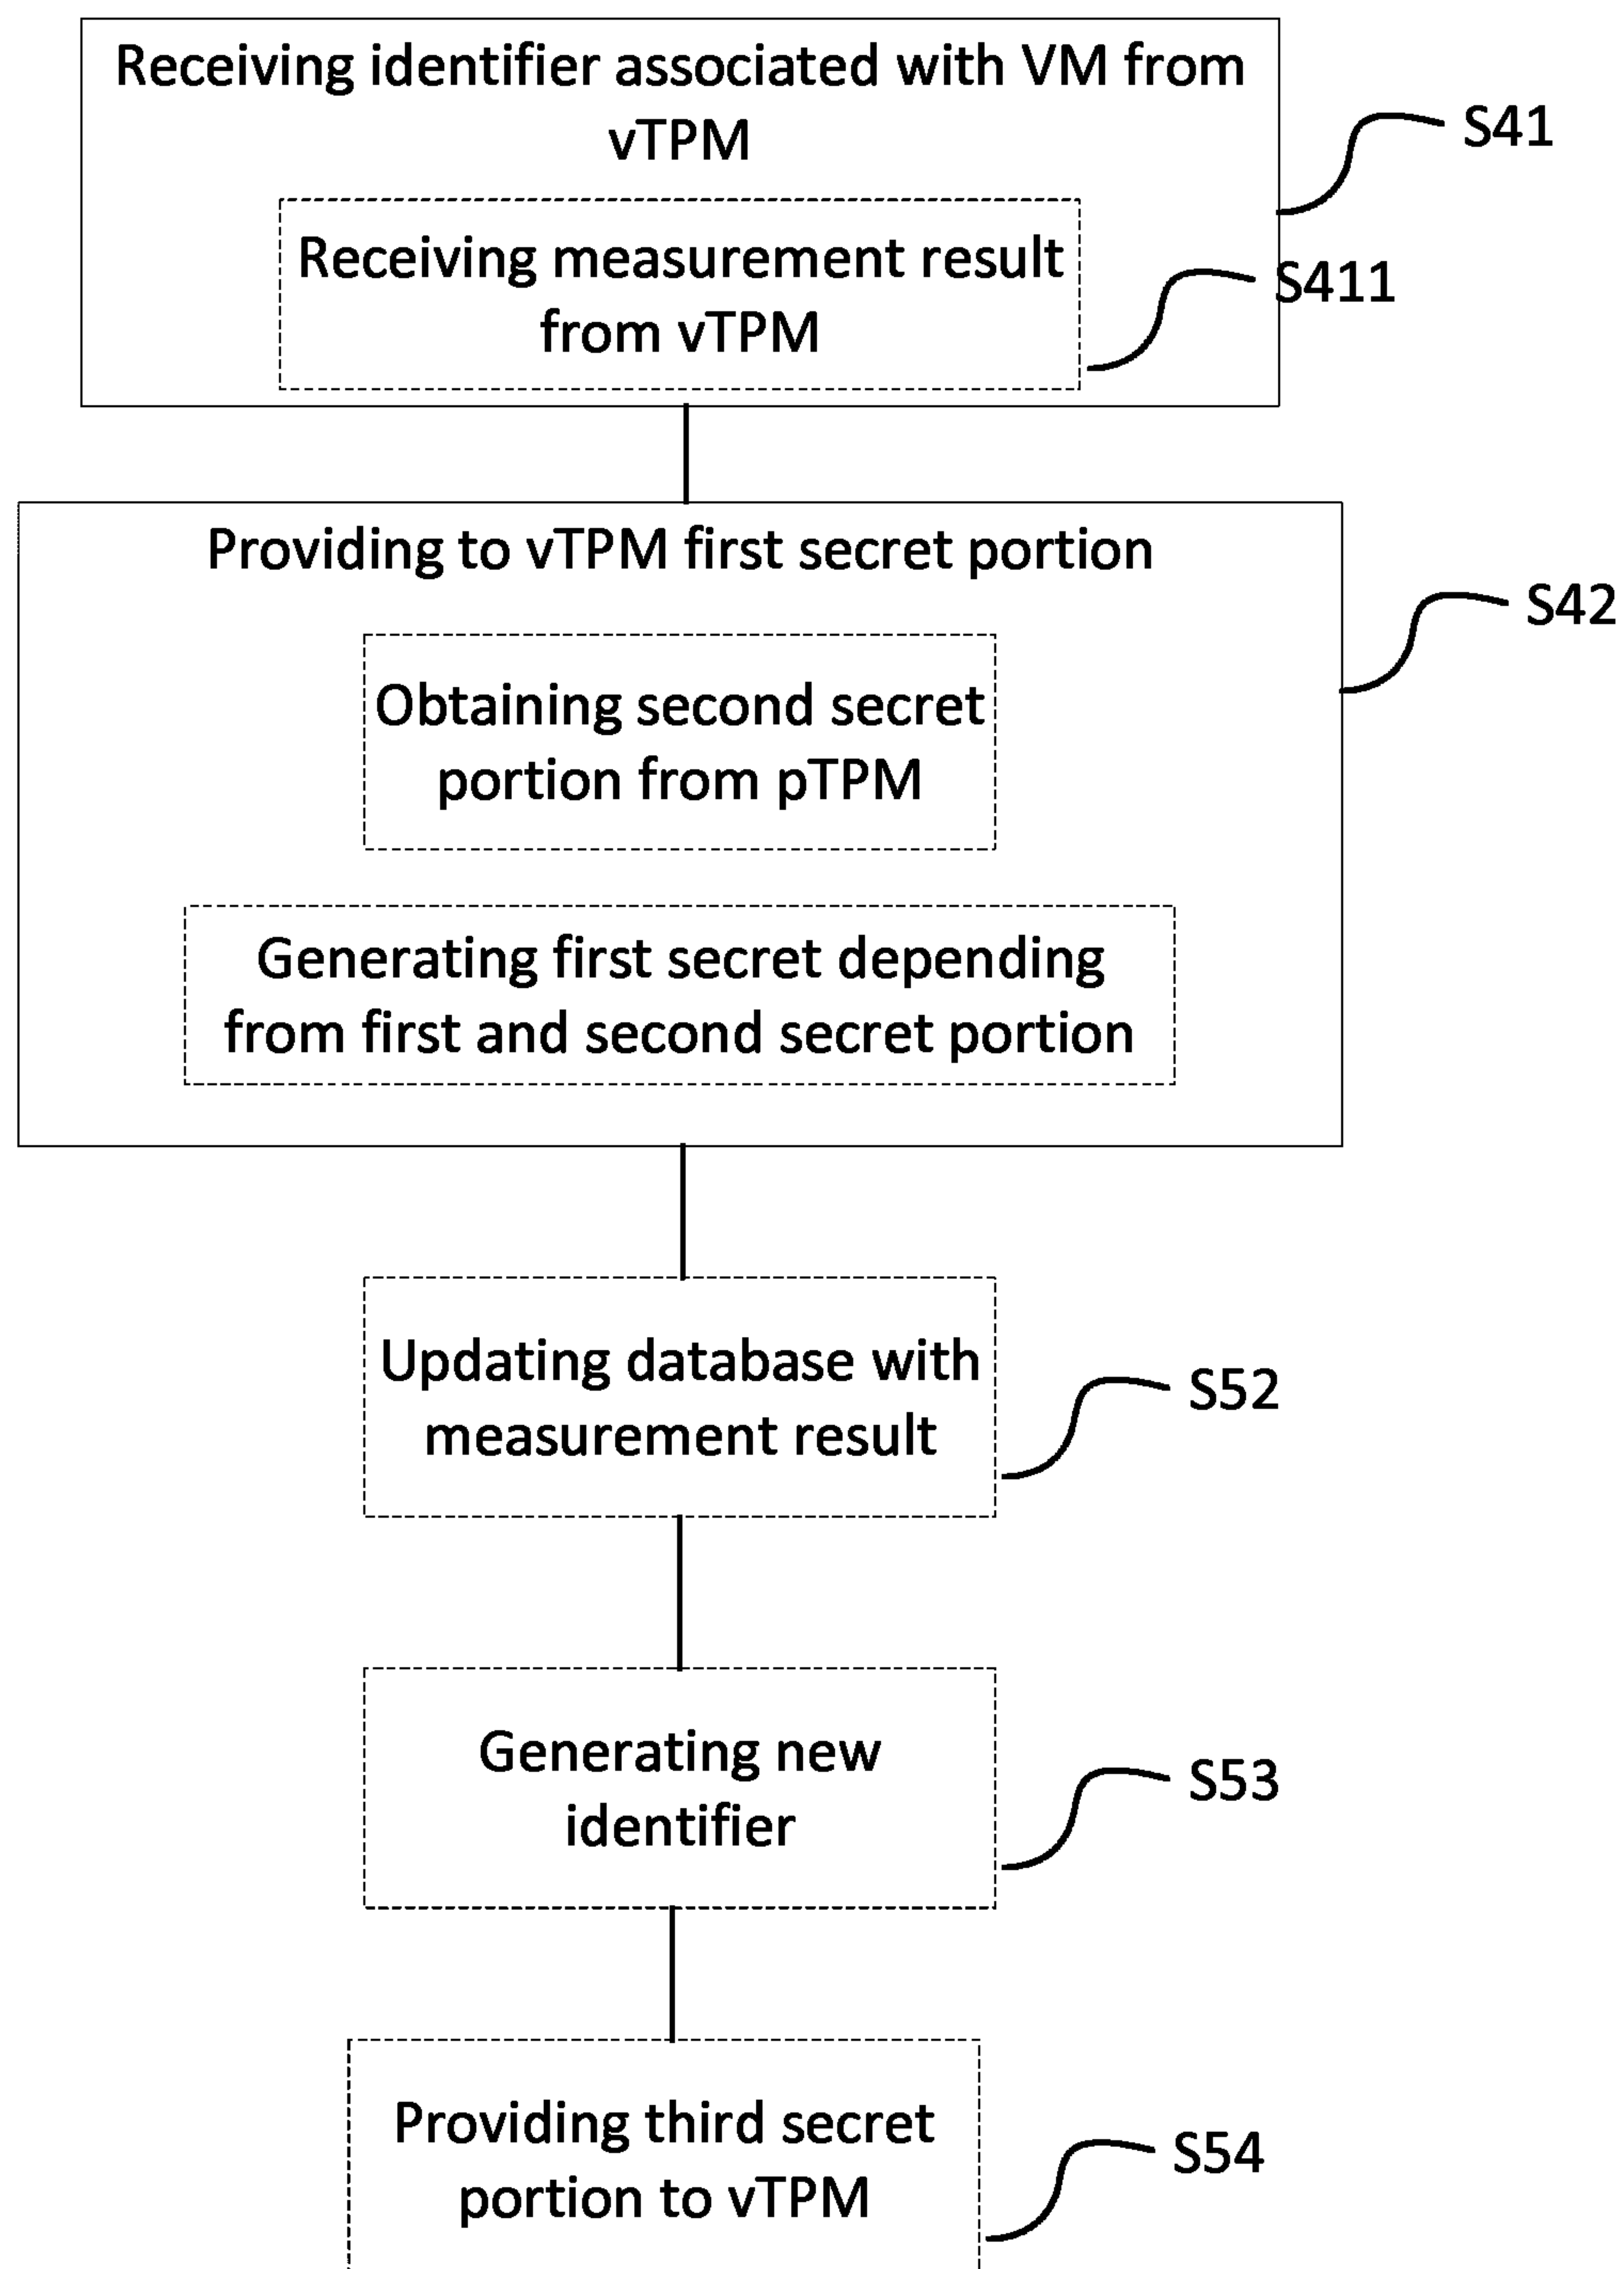 Receiving identifier associated with VM from
vTPM
S41
Receiving measurement result
from vTPM
S411
Providing to vTPM first secret portion
S42
Obtaining second secret
portion from pTPM
Generating first secret depending
from first and second secret portion
Updating database with
measurement result
S52
Generating new
identifier
S53
Providing third secret
portion to vTPM
S54